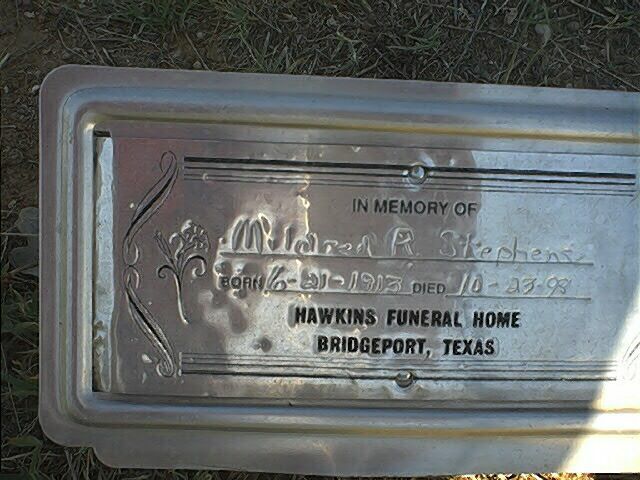 IN MEMORY OF
Mildred R. Stephens
BORN 6-21-1913 DIED 10-23-98
HAWKINS FUNERAL HOME
BRIDGEPORT, TEXAS